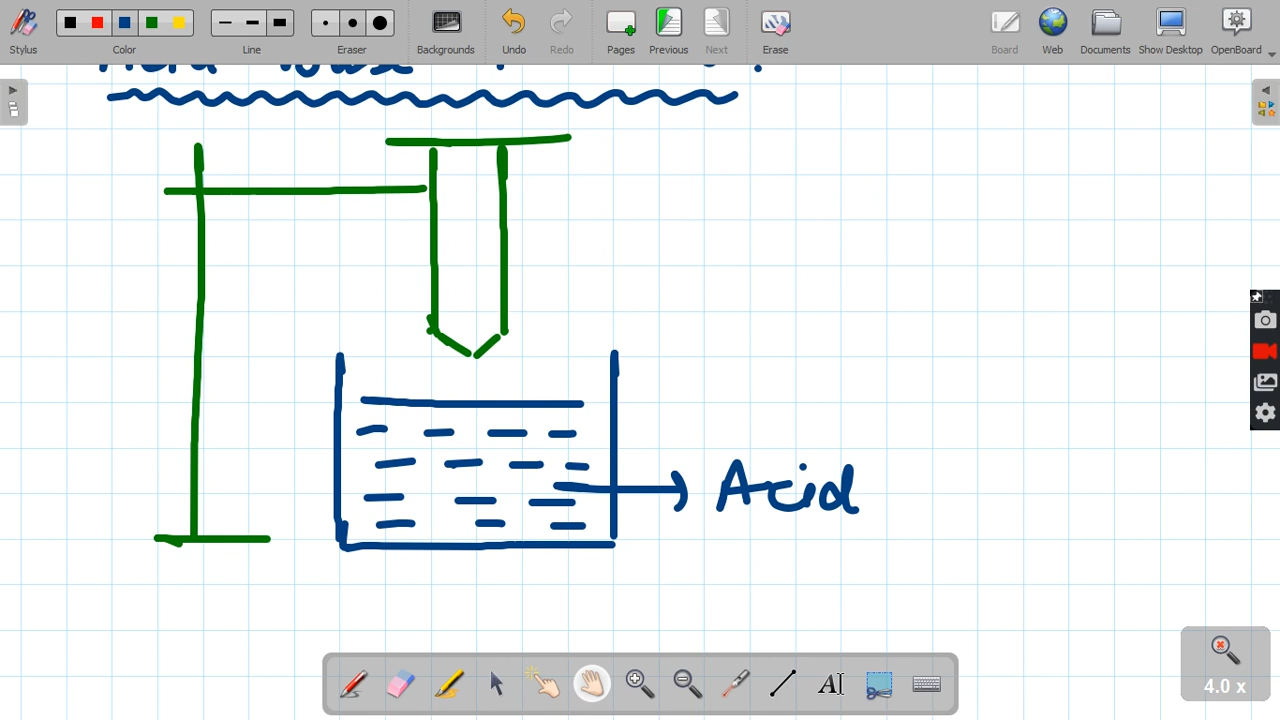 Stylus
Color
Line
Eraser
Backgrounds
Undo
Redo
Pages
Previous
Next
Erase
Board
Web
Documents
Show Desktop
OpenBoard
Acid
AI
4.0 x